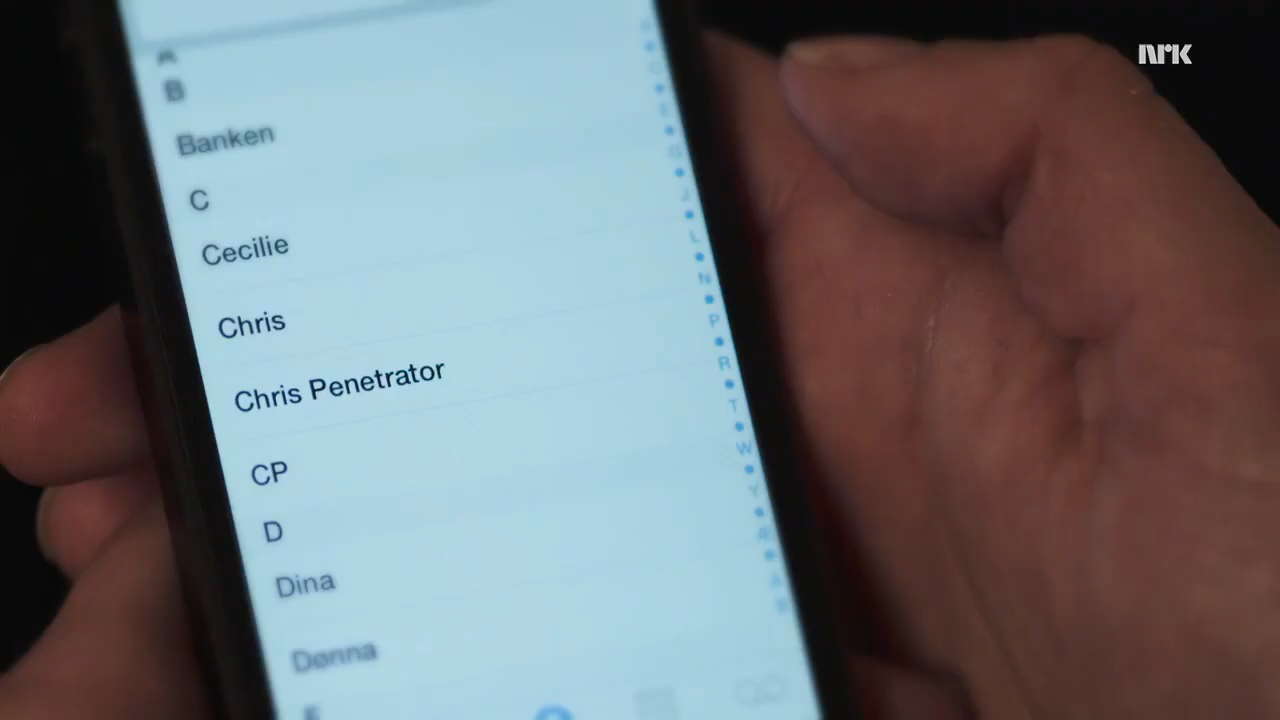 nrk
A
B
Banken
C
Cecilie
Chris
Chris Penetrator
CP
D
Dina
Dønna
E
J
L
N
P
R
T
W
Y
Æ